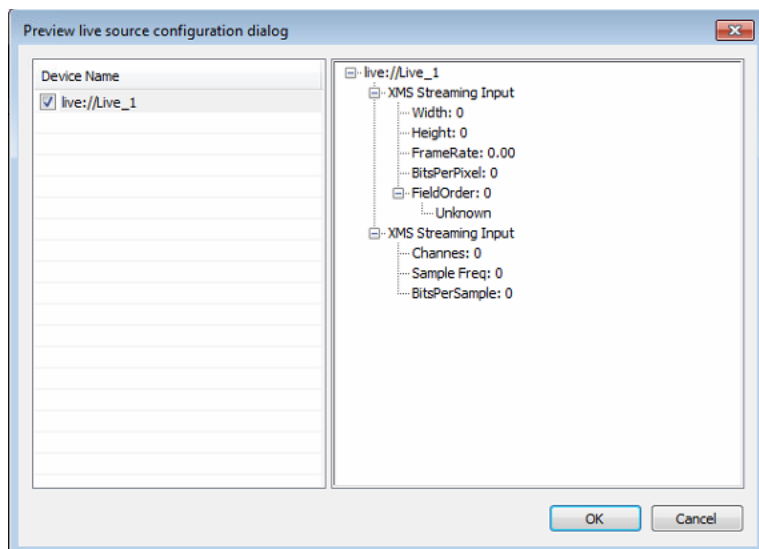 Preview live source configuration dialog
Device Name
live://Live_1
live://Live_1
XMS Streaming Input
Width: 0
Height: 0
FrameRate: 0.00
BitsPerPixel: 0
FieldOrder: 0
Unknown
XMS Streaming Input
Channes: 0
Sample Freq: 0
BitsPerSample: 0
OK
Cancel